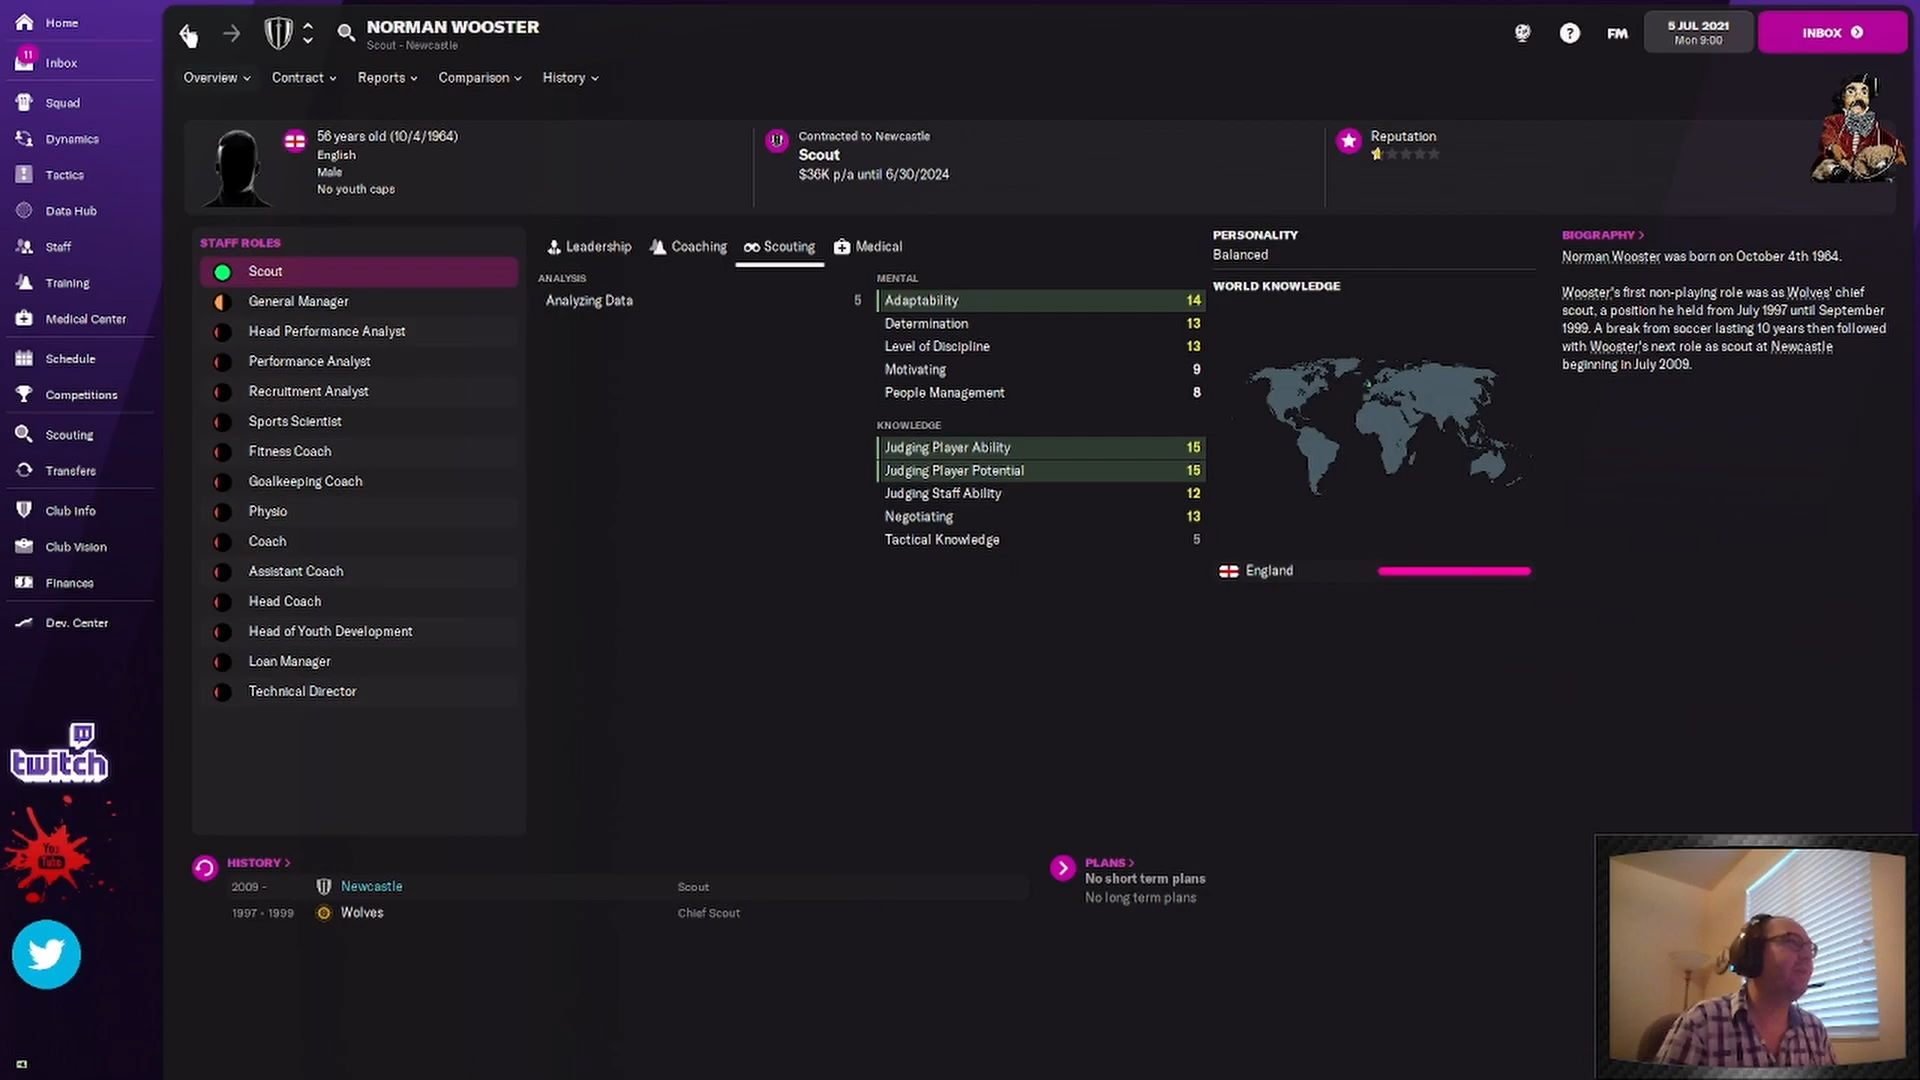 Home
11
Inbox
Squad
Dynamics
Tactics
Data Hub
Staff
Training
Medical Center
Schedule
Competitions
Scouting
Transfers
Club Info
Club Vision
Finances
Dev. Center
twitch
You
Tube
NORMAN WOOSTER
Scout - Newcastle
FM
5 JUL 2021
Mon 9:00
INBOX
Overview
Contract
Reports
Comparison
History
56 years old (10/4/1964)
English
Male
No youth caps
Contracted to Newcastle
Scout
$36K p/a until 6/30/2024
Reputation
STAFF ROLES
Scout
General Manager
Head Performance Analyst
Performance Analyst
Recruitment Analyst
Sports Scientist
Fitness Coach
Goalkeeping Coach
Physio
Coach
Assistant Coach
Head Coach
Head of Youth Development
Loan Manager
Technical Director
Leadership
Coaching
Scouting
Medical
ANALYSIS
Analyzing Data 5
MENTAL
Adaptability 14
Determination 13
Level of Discipline 13
Motivating 9
People Management 8
KNOWLEDGE
Judging Player Ability 15
Judging Player Potential 15
Judging Staff Ability 12
Negotiating 13
Tactical Knowledge 5
PERSONALITY
Balanced
WORLD KNOWLEDGE
England
BIOGRAPHY >
Norman Wooster was born on October 4th 1964.
Wooster's first non-playing role was as Wolves' chief
scout, a position he held from July 1997 until September
1999. A break from soccer lasting 10 years then followed
with Wooster's next role as scout at Newcastle
beginning in July 2009.
HISTORY >
2009 - Newcastle Scout
1997 - 1999 Wolves Chief Scout
PLANS >
No short term plans
No long term plans